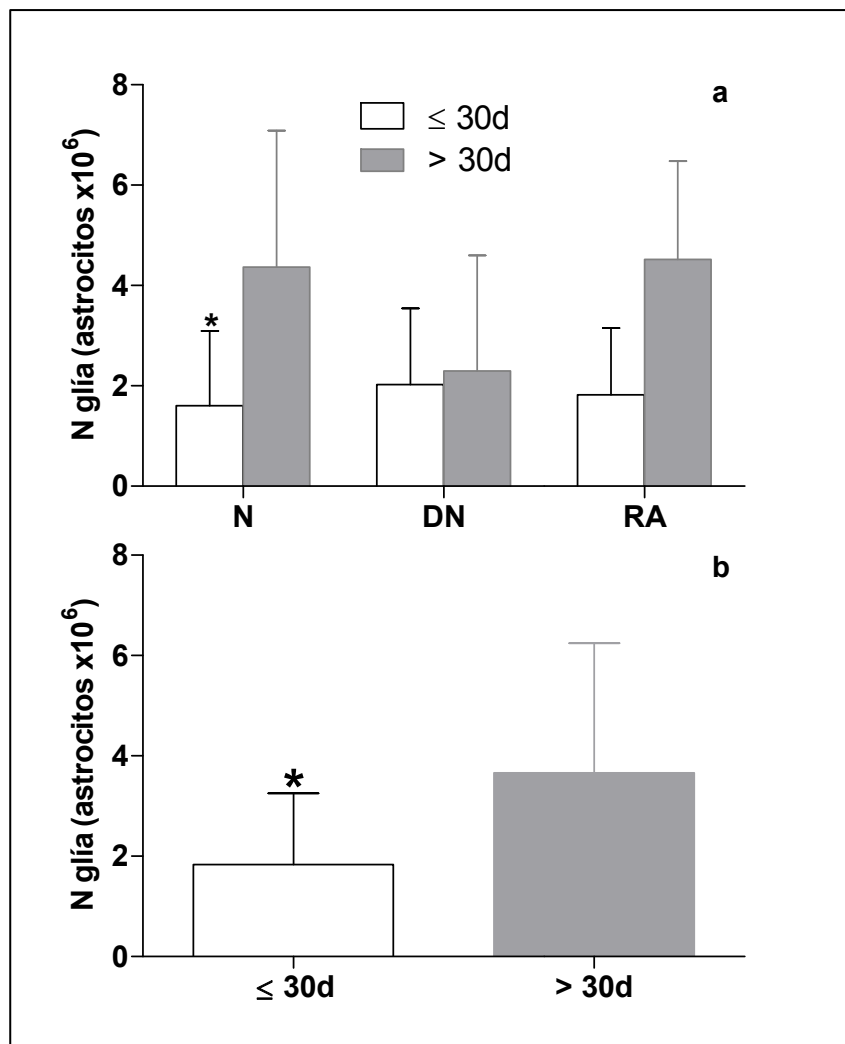 a
≤ 30d
> 30d
N glía (astrocitos x10⁶)
8
6
4
2
0
*
N DN RA
b
N glía (astrocitos x10⁶)
8
6
4
2
0
*
≤ 30d > 30d